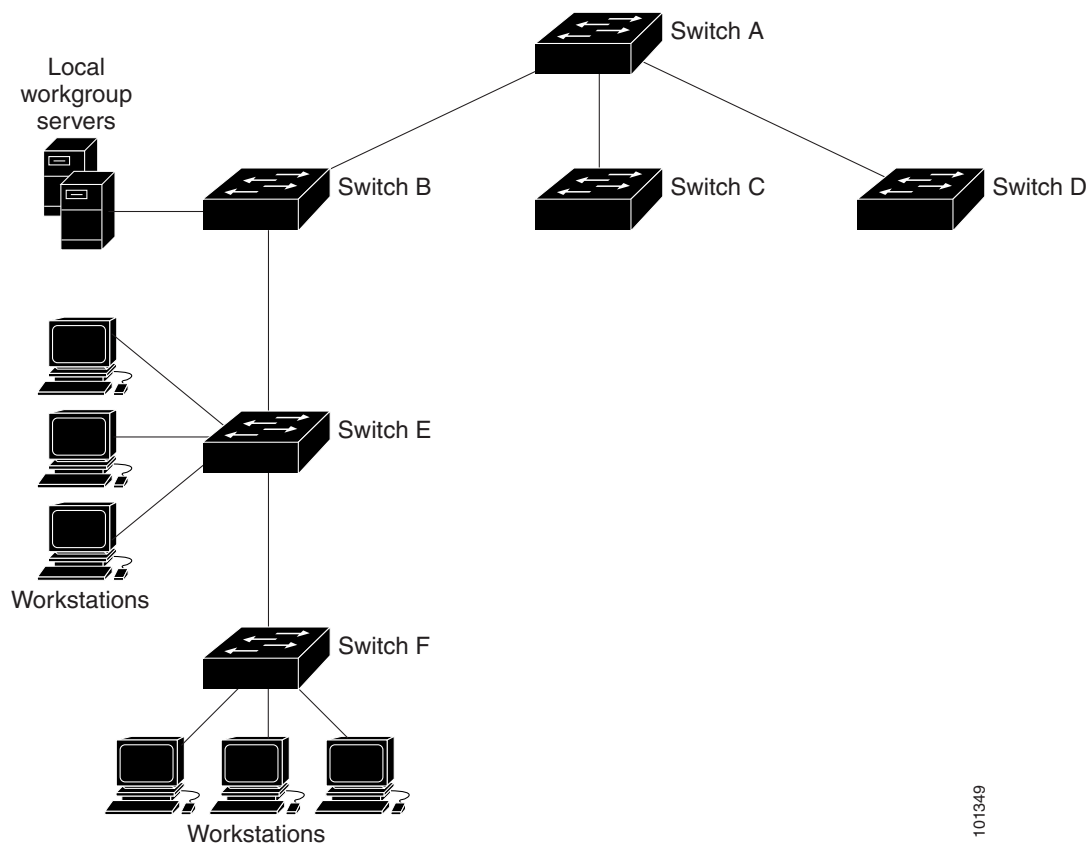 Switch A
Local
workgroup
servers
Switch B
Switch C
Switch D
Switch E
Workstations
Switch F
Workstations
101349